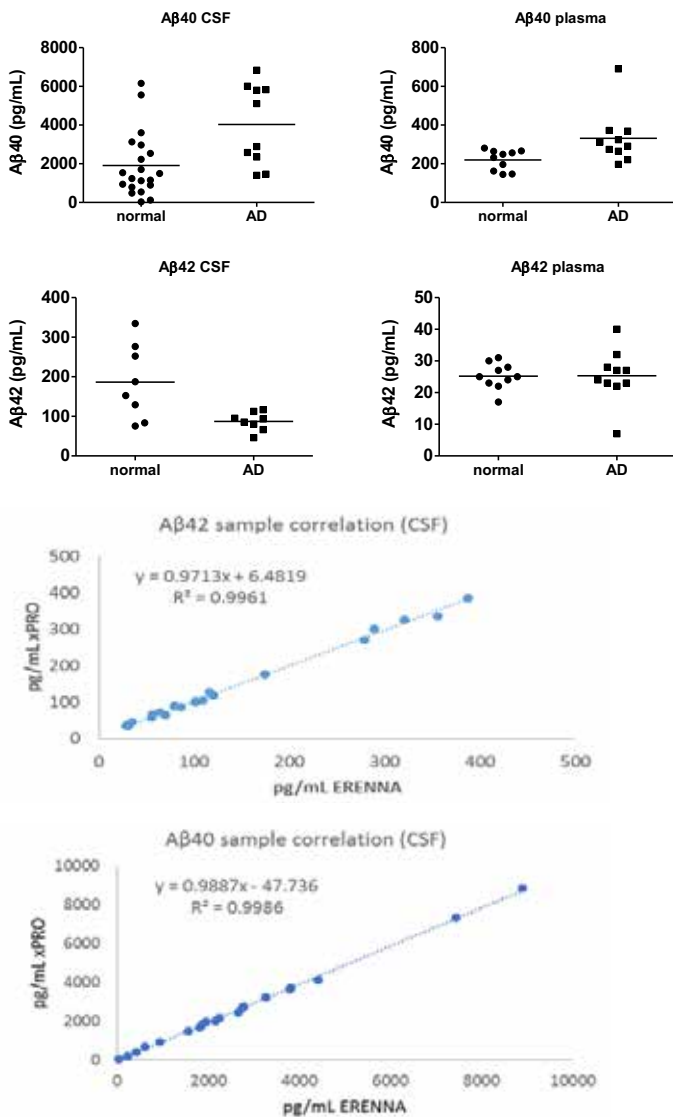 Aβ40 CSF
8000
6000
4000
2000
0
Aβ40 (pg/mL)
normal AD
Aβ40 plasma
800
600
400
200
0
Aβ40 (pg/mL)
normal AD
Aβ42 CSF
400
300
200
100
0
Aβ42 (pg/mL)
normal AD
Aβ42 plasma
50
40
30
20
10
0
Aβ42 (pg/mL)
normal AD
Aβ42 sample correlation (CSF)
y = 0.9713x + 6.4819
R² = 0.9961
500
400
300
200
100
0
pg/mL xPRO
0 100 200 300 400 500
pg/mL ERENNA
Aβ40 sample correlation (CSF)
y = 0.9887x - 47.736
R² = 0.9986
10000
8000
6000
4000
2000
0
pg/mL xPRO
0 2000 4000 6000 8000 10000
pg/mL ERENNA